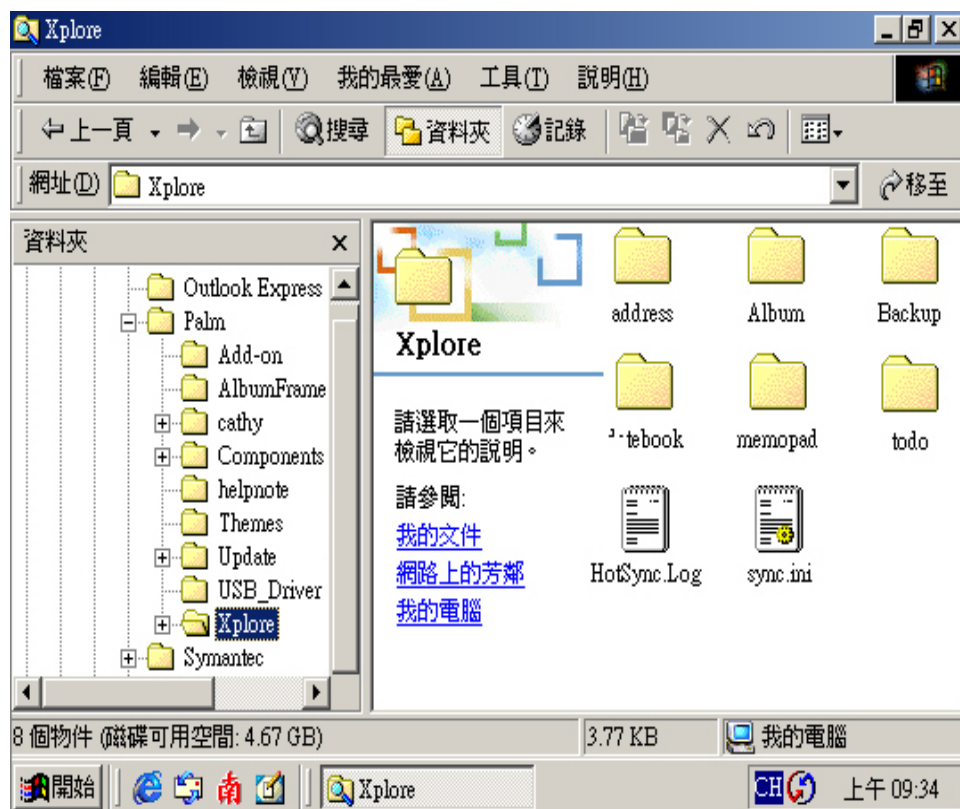 Xplore
檔案(F) 編輯(E) 檢視(V) 我的最愛(A) 工具(T) 說明(H)
上一頁 搜尋 資料夾 記錄
網址(D) Xplore 移至
資料夾
Outlook Express
Palm
Add-on
AlbumFrame
cathy
Components
helpnote
Themes
Update
USB_Driver
Xplore
Symantec
Xplore
請選取一個項目來
檢視它的說明。
請參閱:
我的文件
網路上的芳鄰
我的電腦
address Album Backup
tebook memopad todo
HotSync.Log sync.ini
8 個物件 (磁碟可用空間: 4.67 GB) 3.77 KB 我的電腦
開始 南 Xplore CH 上午 09:34